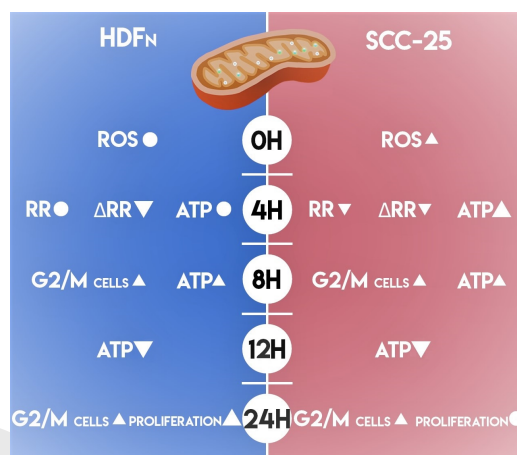 HDFN SCC-25
ROS ● 0H ROS ▲
RR ● ΔRR ▼ ATP ● 4H RR ▼ ΔRR ▼ ATP ▲
G2/M CELLS ▲ ATP ▲ 8H G2/M CELLS ▲ ATP ▲
ATP ▼ 12H ATP ▼
G2/M CELLS ▲ PROLIFERATION ▲ 24H G2/M CELLS ▲ PROLIFERATION ●